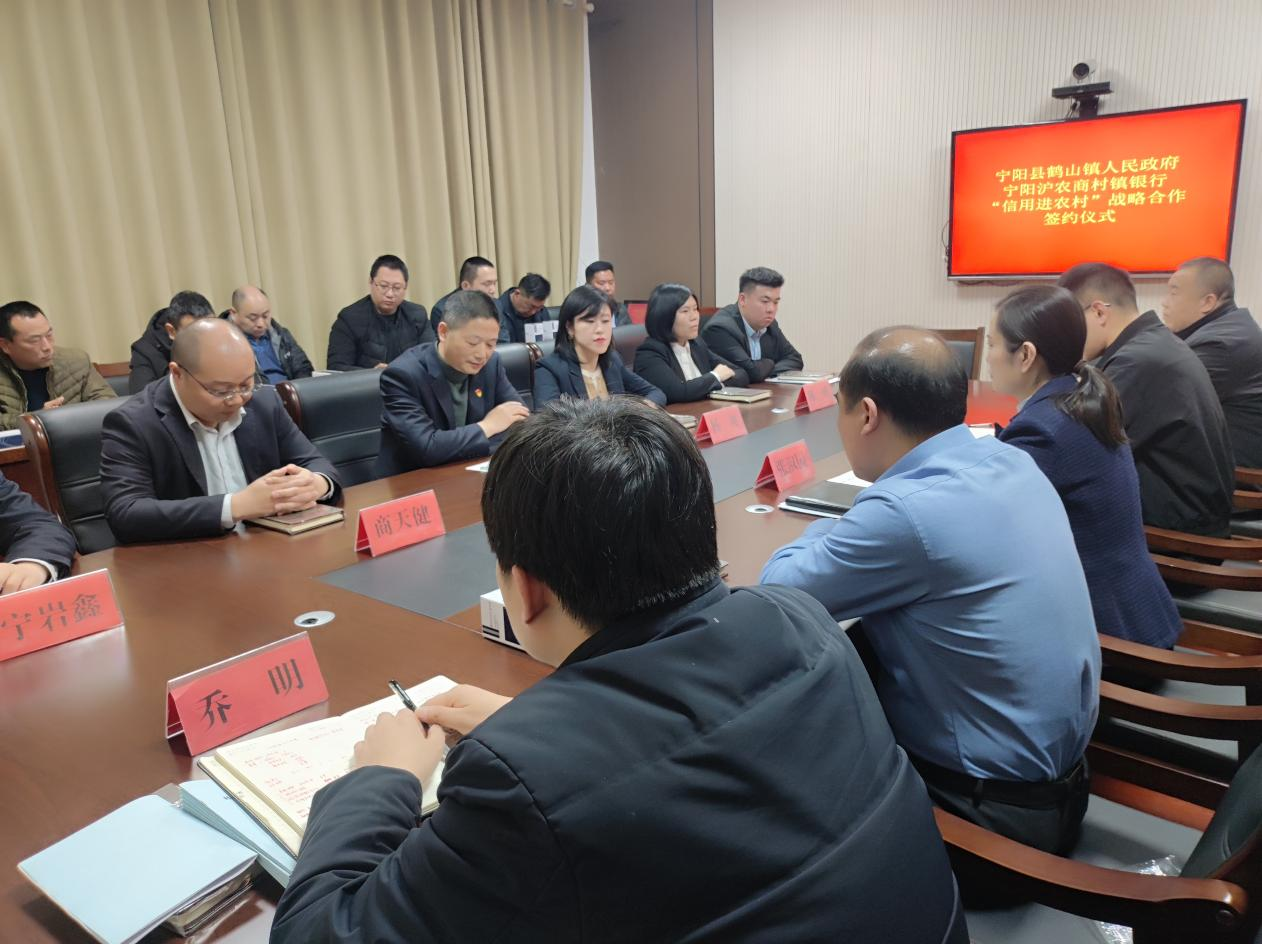 宁阳县鹤山镇人民政府
宁阳沪农商村镇银行
“信用进农村”战略合作
签约仪式
商天健
宁岩鑫
乔 明